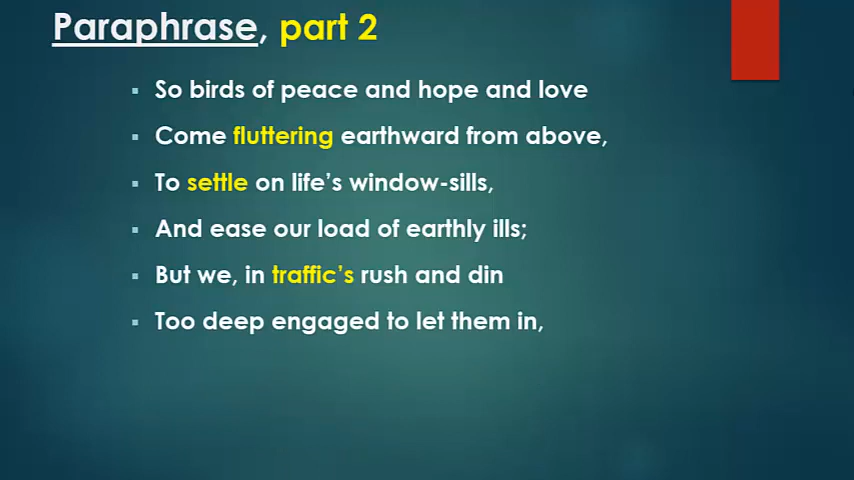 Paraphrase, part 2
▪ So birds of peace and hope and love
▪ Come fluttering earthward from above,
▪ To settle on life's window-sills,
▪ And ease our load of earthly ills;
▪ But we, in traffic's rush and din
▪ Too deep engaged to let them in,